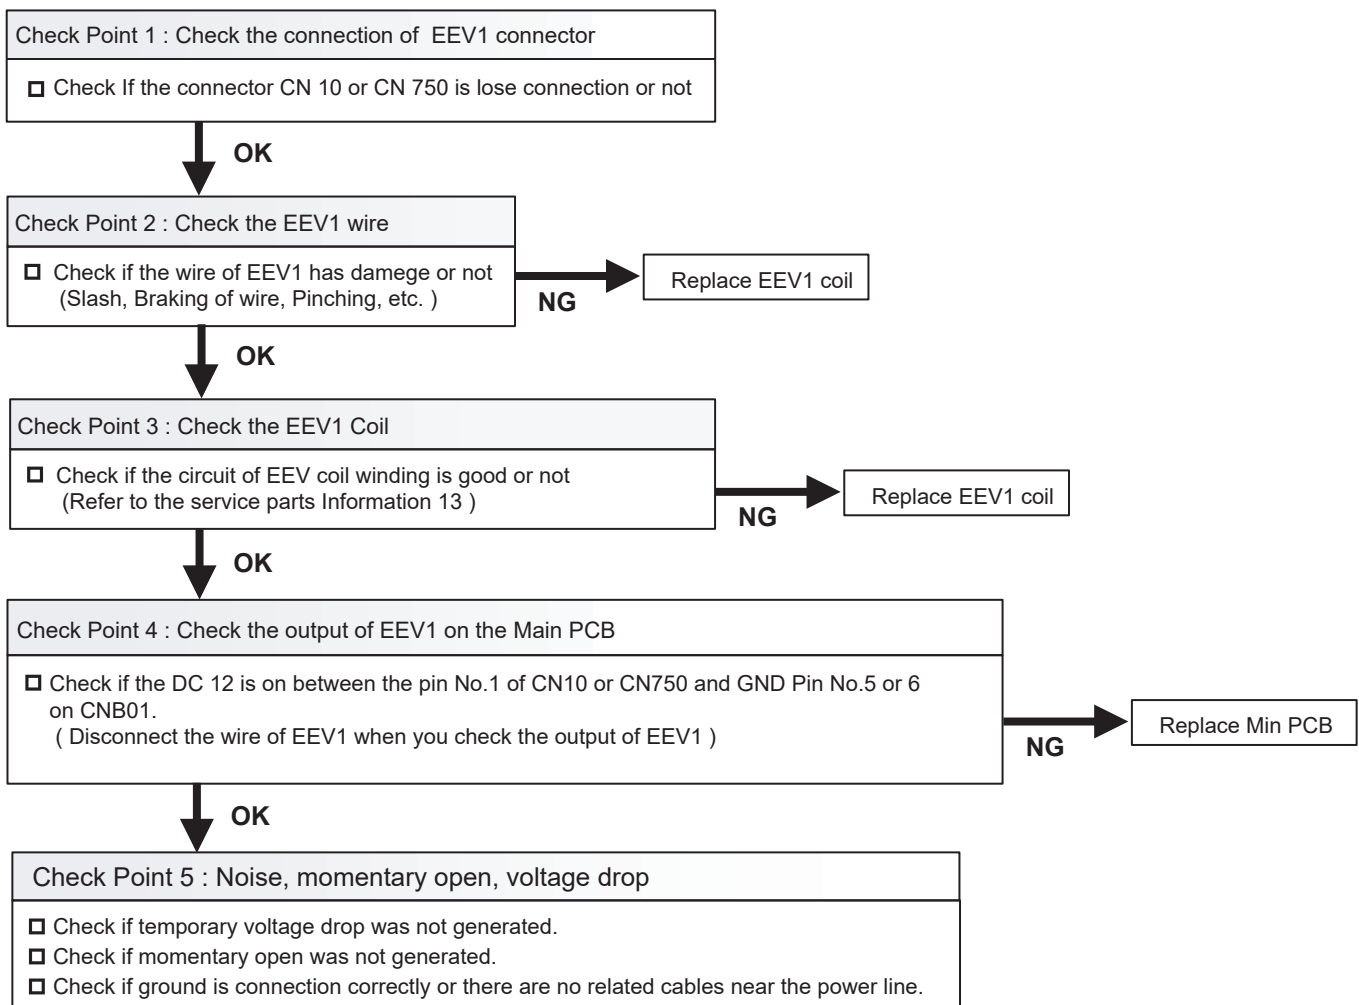 Check Point 1 : Check the connection of EEV1 connector
Check If the connector CN 10 or CN 750 is lose connection or not
OK
Check Point 2 : Check the EEV1 wire
Check if the wire of EEV1 has damege or not
(Slash, Braking of wire, Pinching, etc. )
NG
Replace EEV1 coil
OK
Check Point 3 : Check the EEV1 Coil
Check if the circuit of EEV coil winding is good or not
(Refer to the service parts Information 13 )
NG
Replace EEV1 coil
OK
Check Point 4 : Check the output of EEV1 on the Main PCB
Check if the DC 12 is on between the pin No.1 of CN10 or CN750 and GND Pin No.5 or 6
on CNB01.
( Disconnect the wire of EEV1 when you check the output of EEV1 )
NG
Replace Min PCB
OK
Check Point 5 : Noise, momentary open, voltage drop
Check if temporary voltage drop was not generated.
Check if momentary open was not generated.
Check if ground is connection correctly or there are no related cables near the power line.